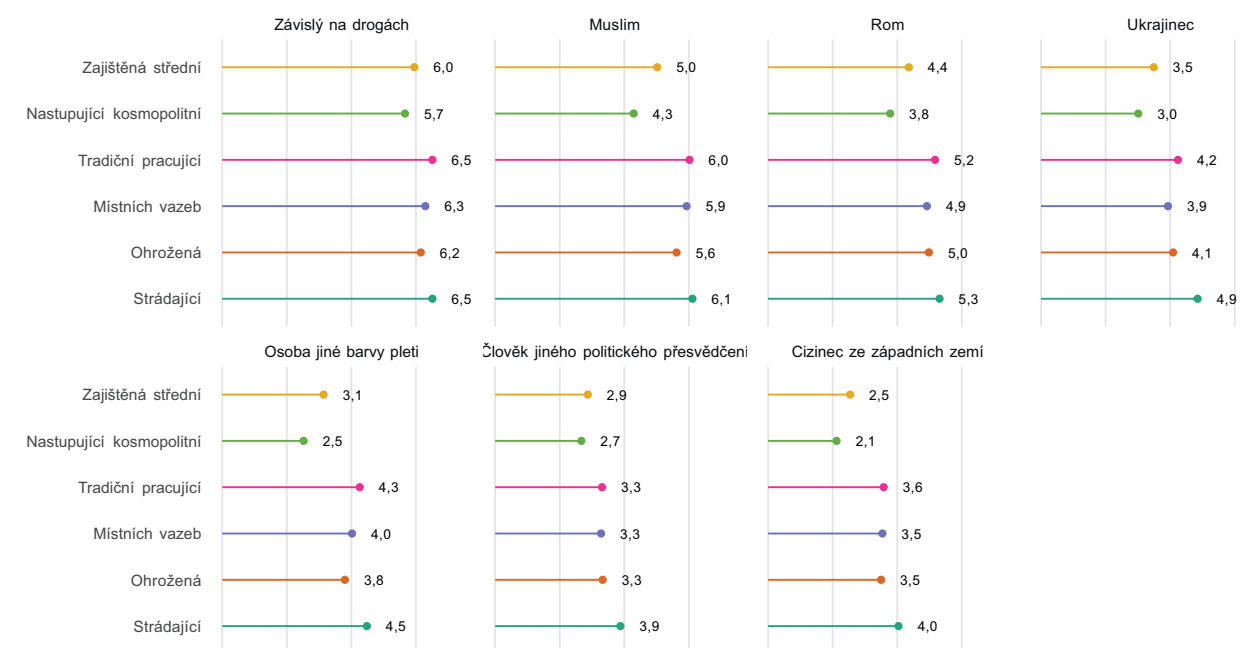 Závislý na drogách Muslim Rom Ukrajinec
Zajištěná střední 6,0 5,0 4,4 3,5
Nastupující kosmopolitní 5,7 4,3 3,8 3,0
Tradiční pracující 6,5 6,0 5,2 4,2
Místních vazeb 6,3 5,9 4,9 3,9
Ohrožená 6,2 5,6 5,0 4,1
Strádající 6,5 6,1 5,3 4,9
Osoba jiné barvy pleti Člověk jiného politického přesvědčení Cizinec ze západních zemí
Zajištěná střední 3,1 2,9 2,5
Nastupující kosmopolitní 2,5 2,7 2,1
Tradiční pracující 4,3 3,3 3,6
Místních vazeb 4,0 3,3 3,5
Ohrožená 3,8 3,3 3,5
Strádající 4,5 3,9 4,0